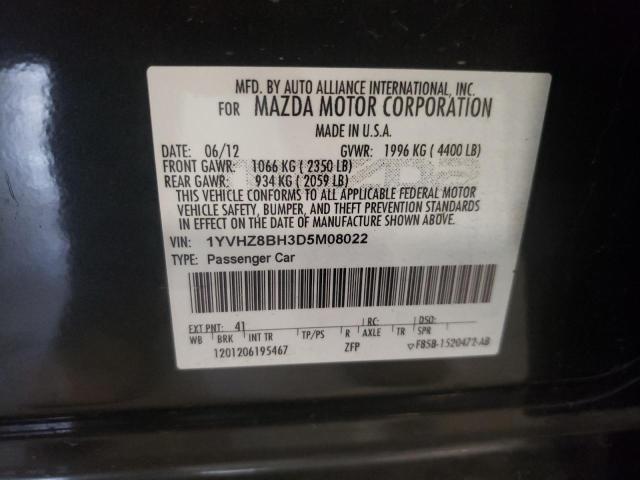 MFD. BY AUTO ALLIANCE INTERNATIONAL, INC.
FOR MAZDA MOTOR CORPORATION
MADE IN U.S.A.
DATE: 06/12 GVWR: 1996 KG ( 4400 LB)
FRONT GAWR: 1066 KG ( 2350 LB)
REAR GAWR: 934 KG ( 2059 LB)
THIS VEHICLE CONFORMS TO ALL APPLICABLE FEDERAL MOTOR
VEHICLE SAFETY, BUMPER, AND THEFT PREVENTION STANDARDS
IN EFFECT ON THE DATE OF MANUFACTURE SHOWN ABOVE.
VIN: 1YVHZ8BH3D5M08022
TYPE: Passenger Car
EXT PNT: 41 RC: DSO:
WB BRK INT TR TP/PS R AXLE TR SPR
1201206195467 ZFP ▽F85B-1520472-AB